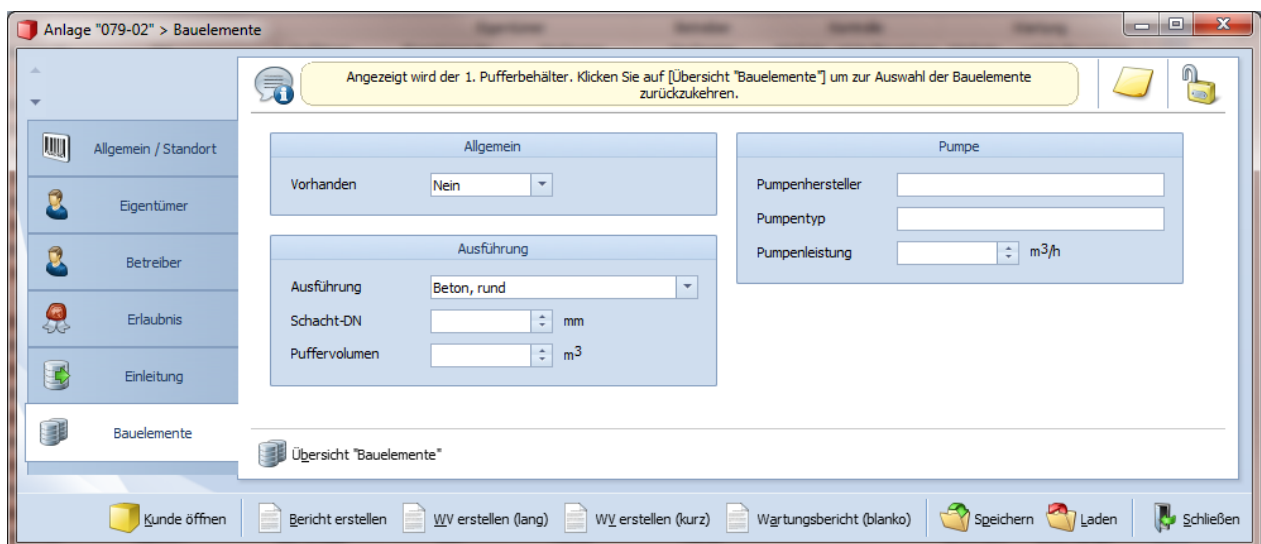 Anlage "079-02" > Bauelemente
Eigentümer Betreiber Wartung
Angezeigt wird der 1. Pufferbehälter. Klicken Sie auf [Übersicht "Bauelemente"] um zur Auswahl der Bauelemente
zurückzukehren.
Allgemein / Standort
Eigentümer
Betreiber
Erlaubnis
Einleitung
Bauelemente
Allgemein
Vorhanden Nein
Ausführung
Ausführung Beton, rund
Schacht-DN mm
Puffervolumen m³
Pumpe
Pumpenhersteller
Pumpentyp
Pumpenleistung m³/h
Übersicht "Bauelemente"
Kunde öffnen Bericht erstellen WV erstellen (lang) WV erstellen (kurz) Wartungsbericht (blanko) Speichern Laden Schließen